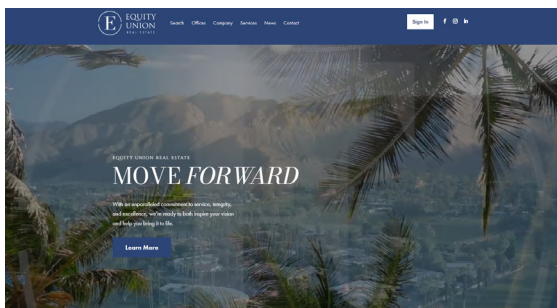 E
EQUITY
UNION
REAL ESTATE
Search Offices Company Services News Contact
Sign In
EQUITY UNION REAL ESTATE
MOVE FORWARD
With an unparalleled commitment to service, integrity,
and excellence, we're ready to both inspire your vision
and help you bring it to life.
Learn More